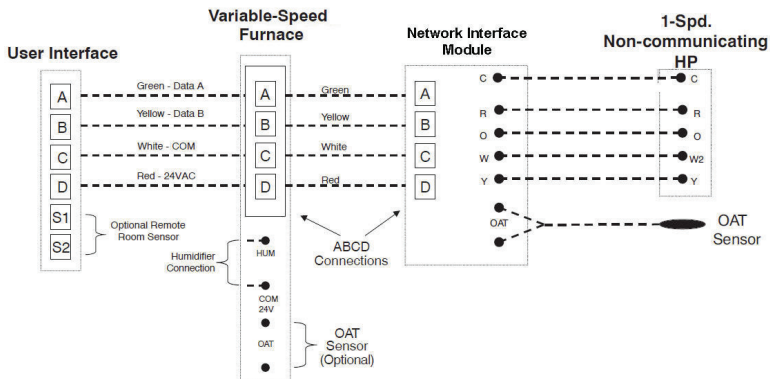 Variable-Speed
Furnace
1-Spd.
Non-communicating
HP
User Interface
Network Interface
Module
A
Green - Data A
A
Green
A
C
C
B
Yellow - Data B
B
Yellow
B
R
R
O
O
C
White - COM
C
White
C
W
W2
D
Red - 24VAC
D
Red
D
Y
Y
S1
S2
Optional Remote
Room Sensor
Humidifier
Connection
HUM
COM
24V
OAT
ABCD
Connections
OAT
OAT
Sensor
OAT
Sensor
(Optional)